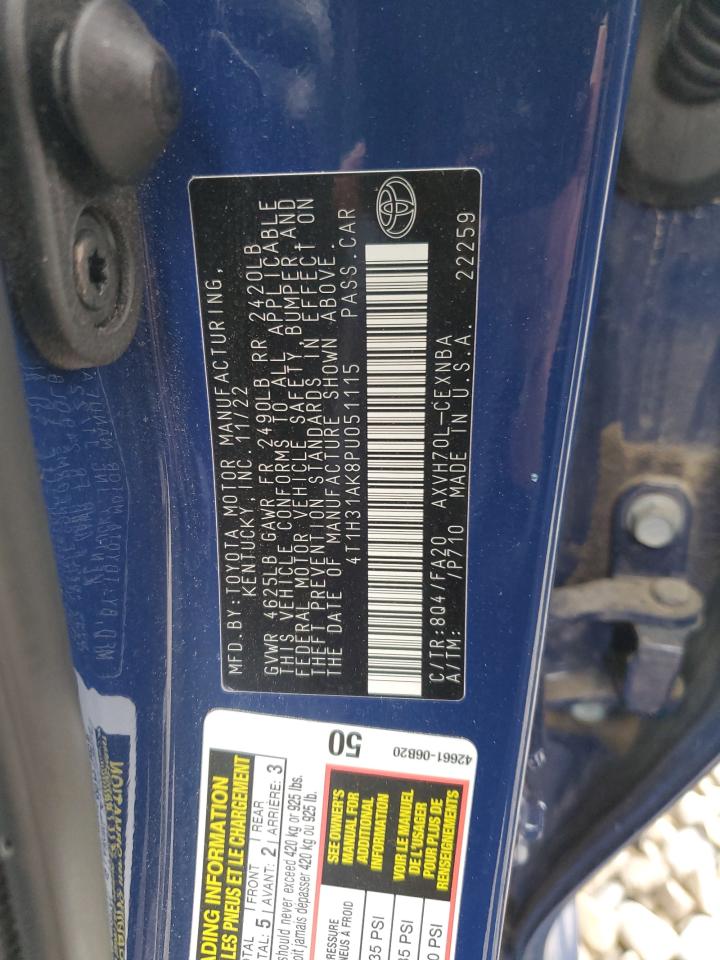 MFD. BY: TOYOTA MOTOR MANUFACTURING,
KENTUCKY, INC. 11/22
GVWR 4625LB GAWR FR 2490LB RR 2420LB
THIS VEHICLE CONFORMS TO ALL APPLICABLE
FEDERAL MOTOR VEHICLE SAFETY, BUMPER, AND
THEFT PREVENTION STANDARDS IN EFFECT ON
THE DATE OF MANUFACTURE SHOWN ABOVE.
4T1H31AK8PU051115 PASS.CAR
C/TR:8Q4/FA20 AXVH70L-CEXNBA
A/TM: /P710 MADE IN U.S.A. 22259
INFORMATION
LES PNEUS ET LE CHARGEMENT
FRONT REAR
5 AVANT: 2 ARRIÈRE: 3
should never exceed 420 kg or 925 lbs.
jamais dépasser 420 kg ou 925 lb.
50
42661-06B20
SEE OWNER'S
MANUAL FOR
ADDITIONAL
INFORMATION
VOIR LE MANUEL
DE L'USAGER
POUR PLUS DE
RENSEIGNEMENTS
À FROID
35 PSI
35 PSI
PSI